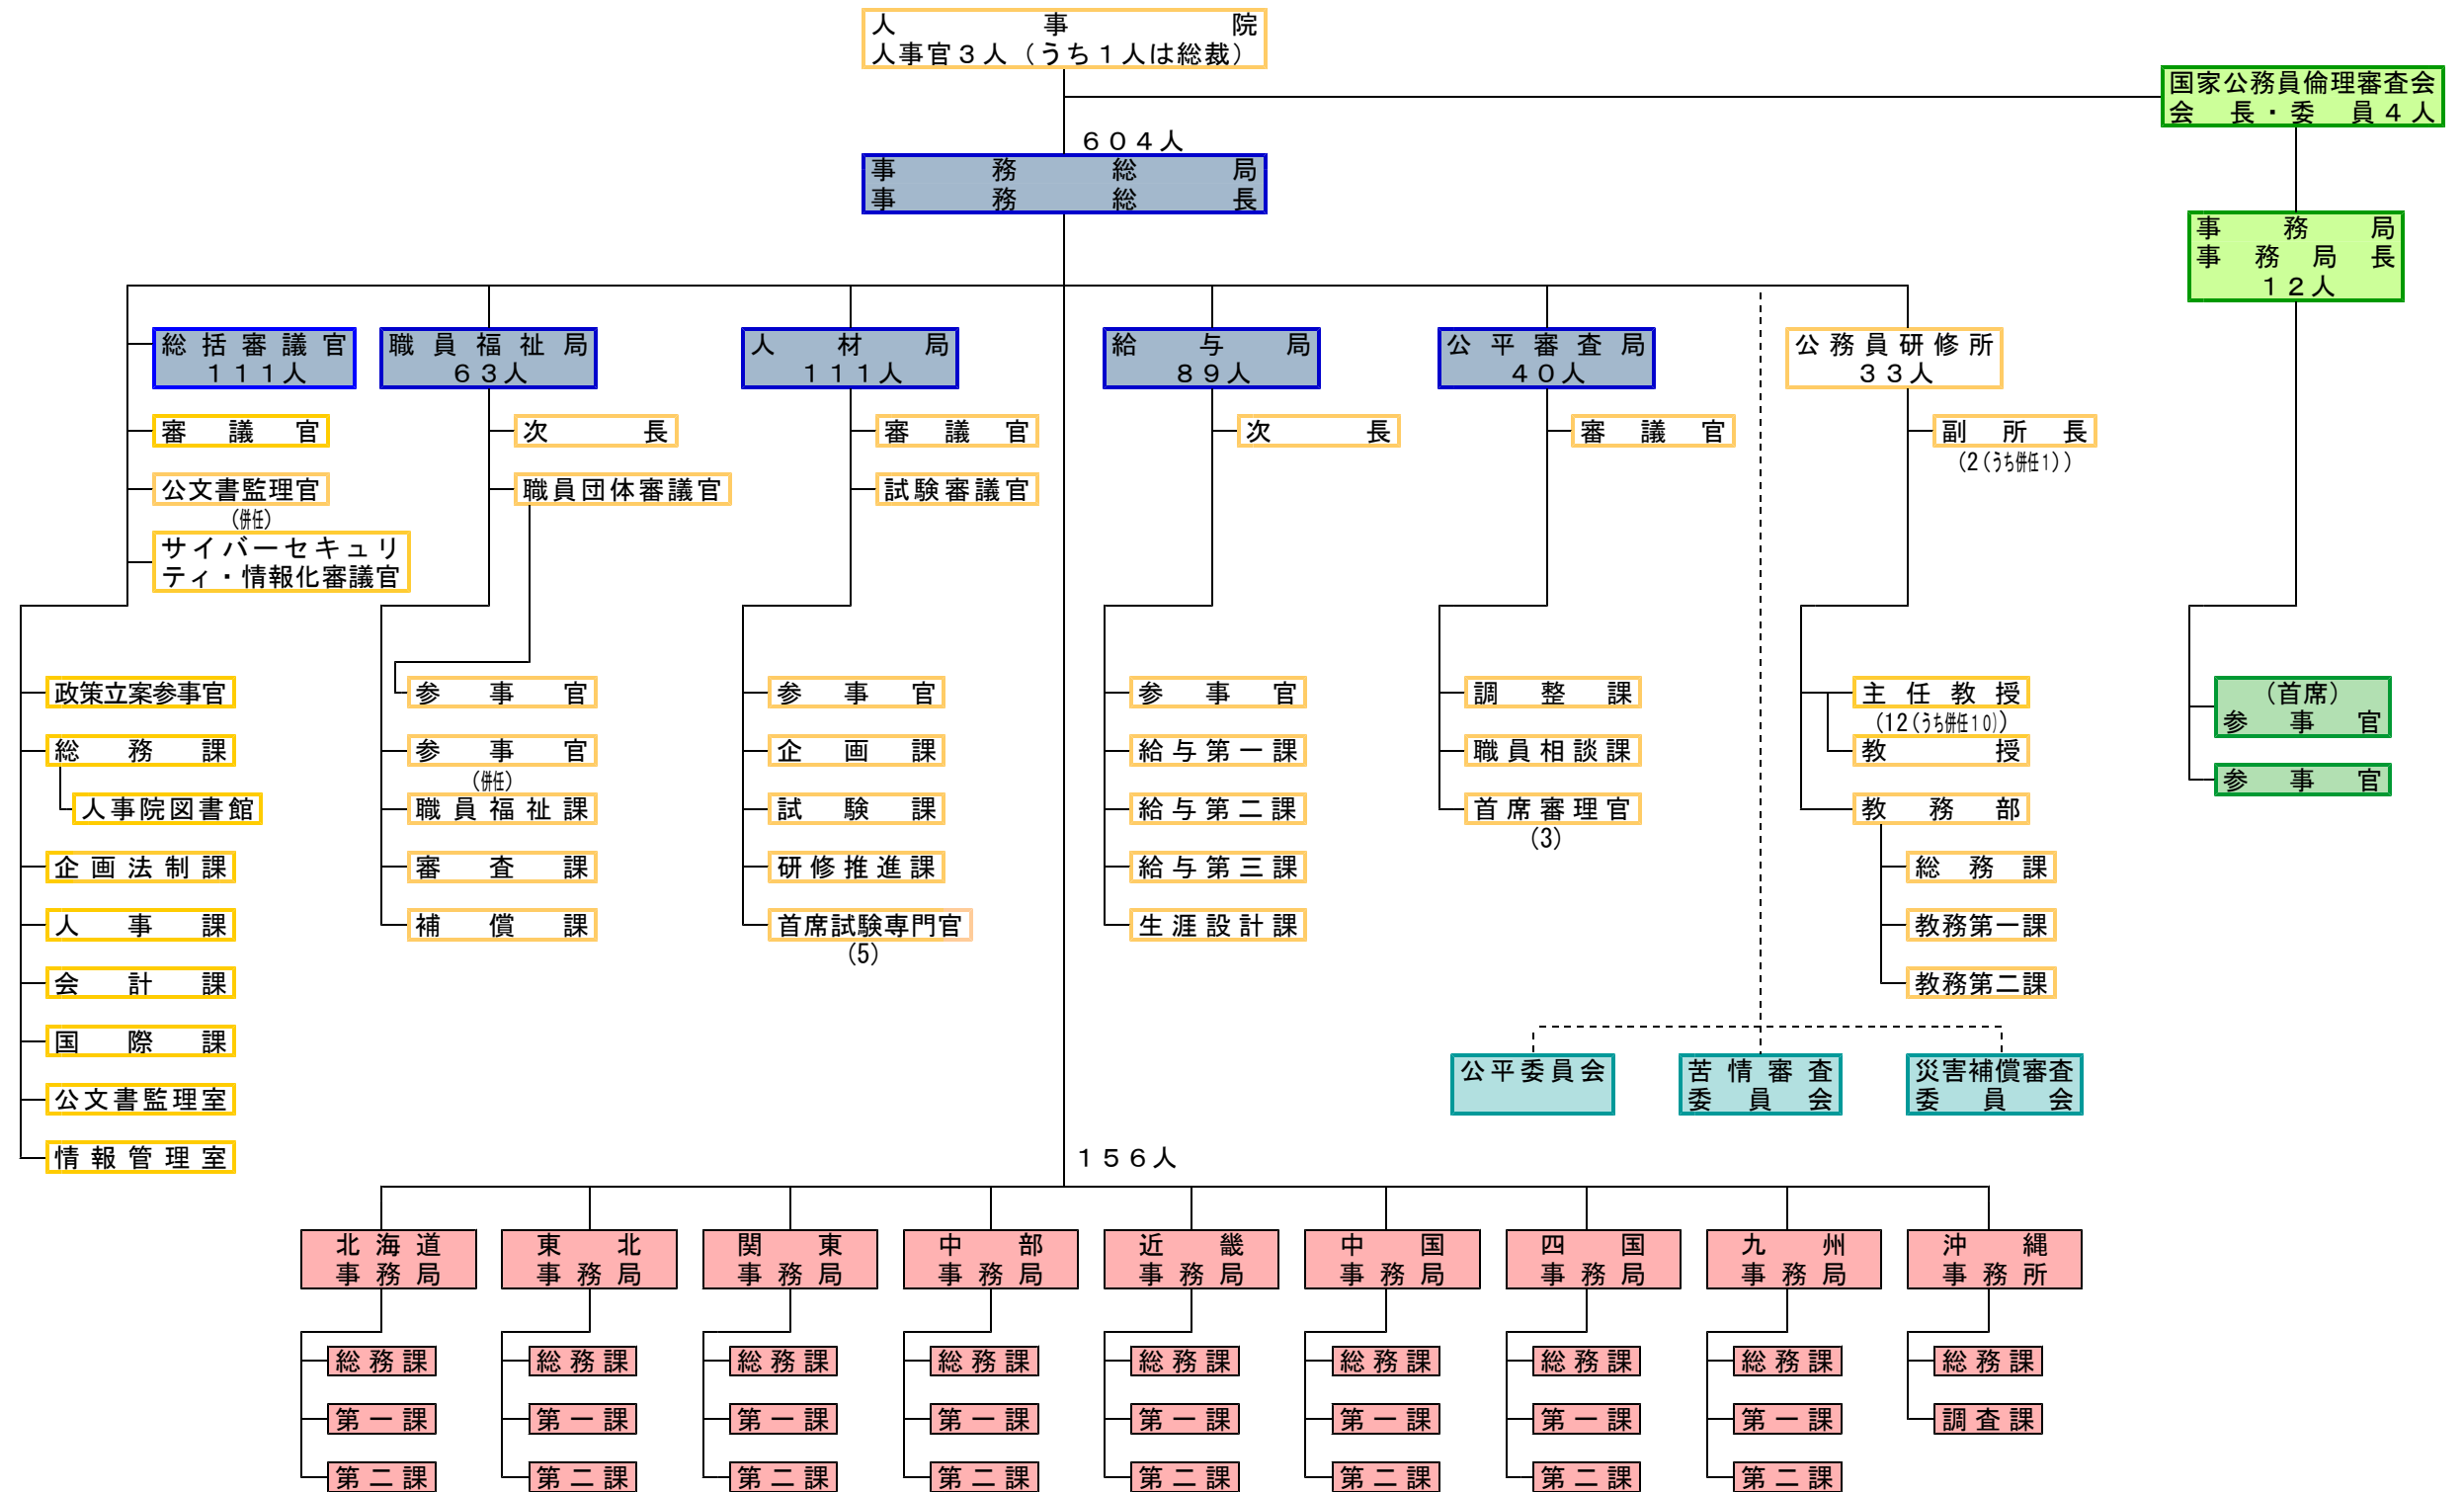 人事院
人事官３人（うち１人は総裁）
国家公務員倫理審査会
会長・委員４人
６０４人
事務総局
事務総長
事務局
事務局長
１２人
総括審議官
１１１人
職員福祉局
６３人
人材局
１１１人
給与局
８９人
公平審査局
４０人
公務員研修所
３３人
審議官
次長
審議官
次長
審議官
副所長
（2（うち併任１））
公文書監理官
（併任）
職員団体審議官
試験審議官
サイバーセキュリ
ティ・情報化審議官
政策立案参事官
参事官
参事官
参事官
調整課
主任教授
（12（うち併任１０））
（首席）
参事官
総務課
参事官
（併任）
企画課
給与第一課
職員相談課
教授
参事官
人事院図書館
職員福祉課
試験課
給与第二課
首席審理官
（3）
教務部
企画法制課
審査課
研修推進課
給与第三課
総務課
人事課
補償課
首席試験専門官
（5）
生涯設計課
教務第一課
会計課
教務第二課
国際課
公文書監理室
公平委員会
苦情審査
委員会
災害補償審査
委員会
情報管理室
１５６人
北海道
事務局
東北
事務局
関東
事務局
中部
事務局
近畿
事務局
中国
事務局
四国
事務局
九州
事務局
沖縄
事務所
総務課
総務課
総務課
総務課
総務課
総務課
総務課
総務課
総務課
第一課
第一課
第一課
第一課
第一課
第一課
第一課
第一課
調査課
第二課
第二課
第二課
第二課
第二課
第二課
第二課
第二課